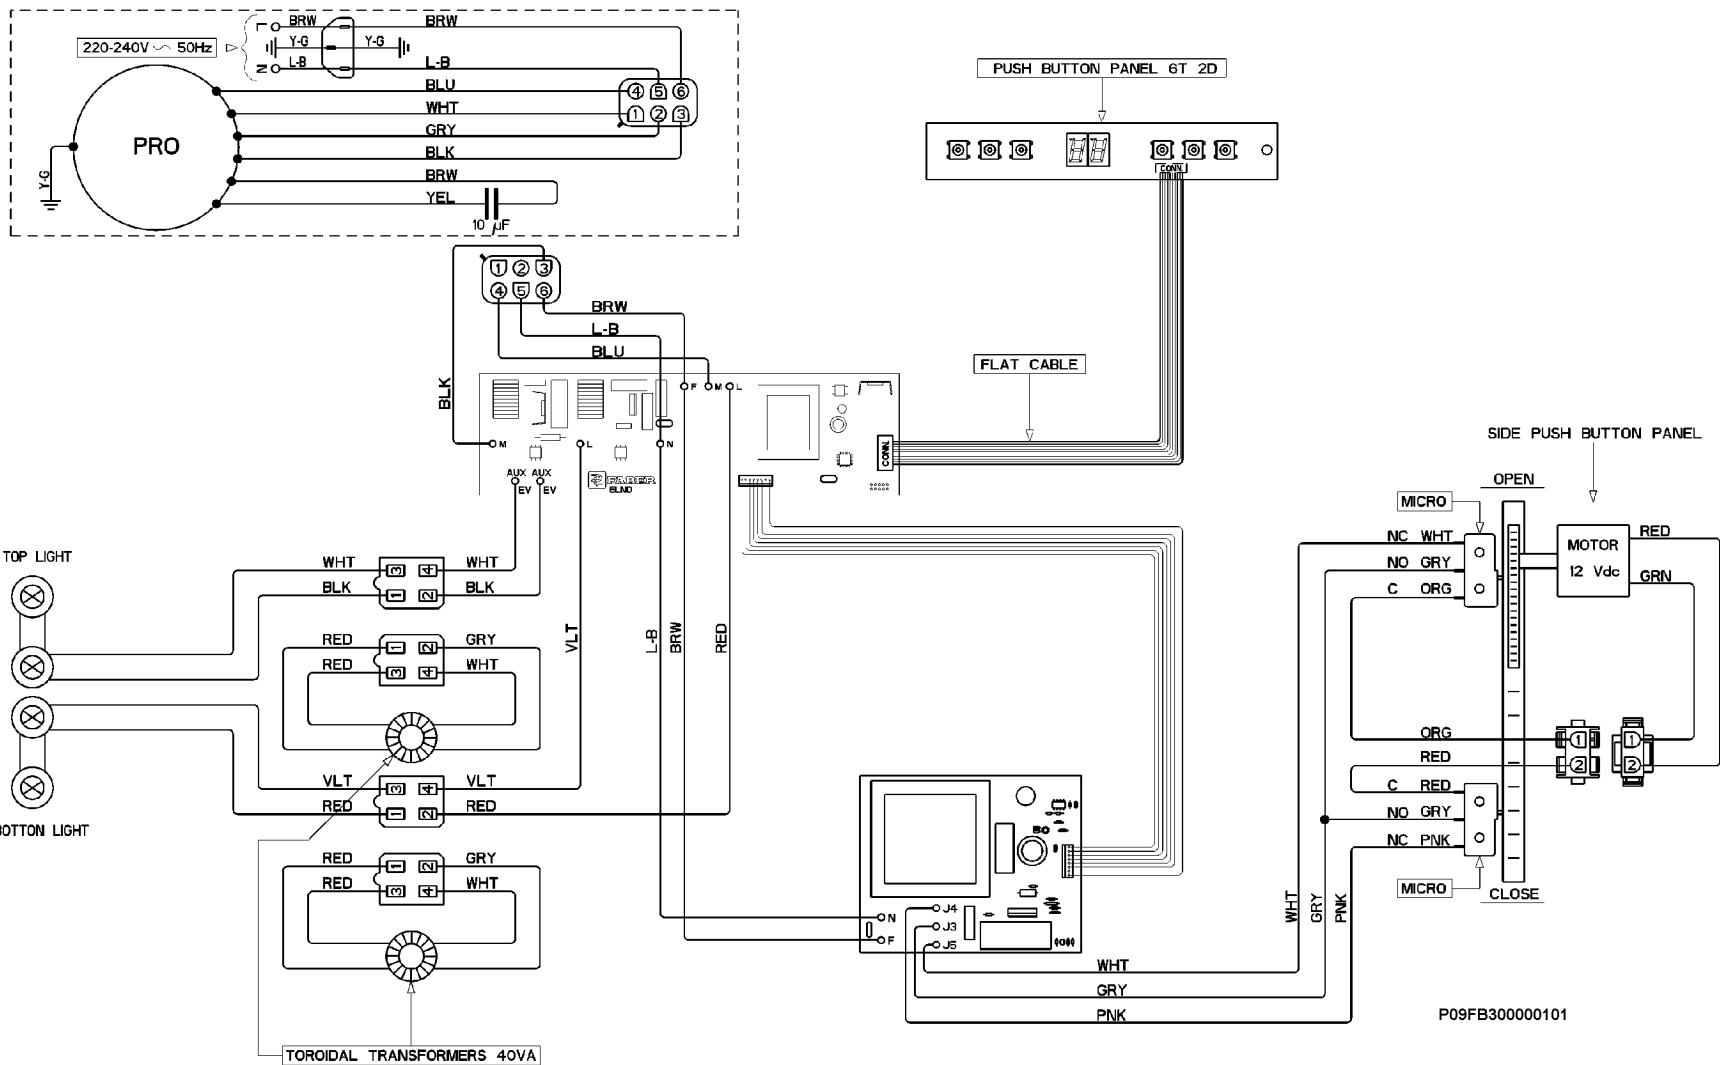 L BRW BRW
220-240V ~ 50Hz Y-G Y-G
N L-B L-B
BLU
WHT
GRY
BLK
BRW
YEL
10 µF
PRO
Y-G
4 5 6
1 2 3
PUSH BUTTON PANEL 6T 2D
CONN.
1 2 3
4 5 6
BRW
L-B
BLU
BLK
F M L
M L N
AUX AUX
EV EV
FABER
CONN.
FLAT CABLE
SIDE PUSH BUTTON PANEL
OPEN
MICRO
NC WHT
NO GRY
C ORG
MOTOR
12 Vdc
RED
GRN
TOP LIGHT
WHT 3 4 WHT
BLK 1 2 BLK
RED 1 2 GRY
RED 3 4 WHT
VLT 3 4 VLT
RED 1 2 RED
BOTTON LIGHT
RED 1 2 GRY
RED 3 4 WHT
TOROIDAL TRANSFORMERS 40VA
VLT
L-B
BRW
RED
N
F
J4
J3
J5
WHT
GRY
PNK
WHT
GRY
PNK
ORG 1 1
RED 2 2
C RED
NO GRY
NC PNK
MICRO
CLOSE
P09FB300000101